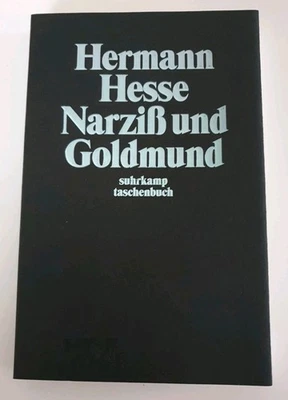 Hermann
Hesse
Narziß und
Goldmund
suhrkamp
taschenbuch